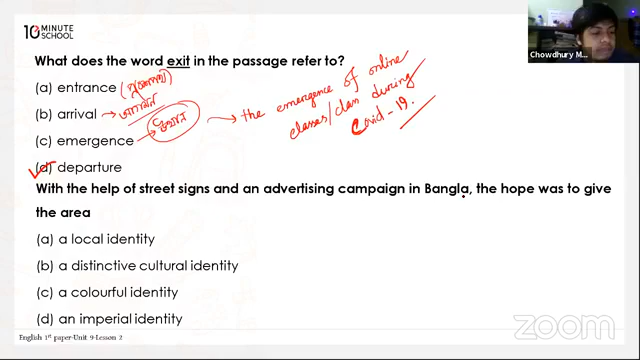 10 MINUTE SCHOOL
Chowdhury M...
What does the word exit in the passage refer to?
(a) entrance
(b) arrival → আগমন
(c) emergence → → the emergence of online
classes/class during
Covid-19.
(d) departure
With the help of street signs and an advertising campaign in Bangla, the hope was to give
the area
(a) a local identity
(b) a distinctive cultural identity
(c) a colourful identity
(d) an imperial identity
English 1st paper-Unit 9-Lesson 2
zoom